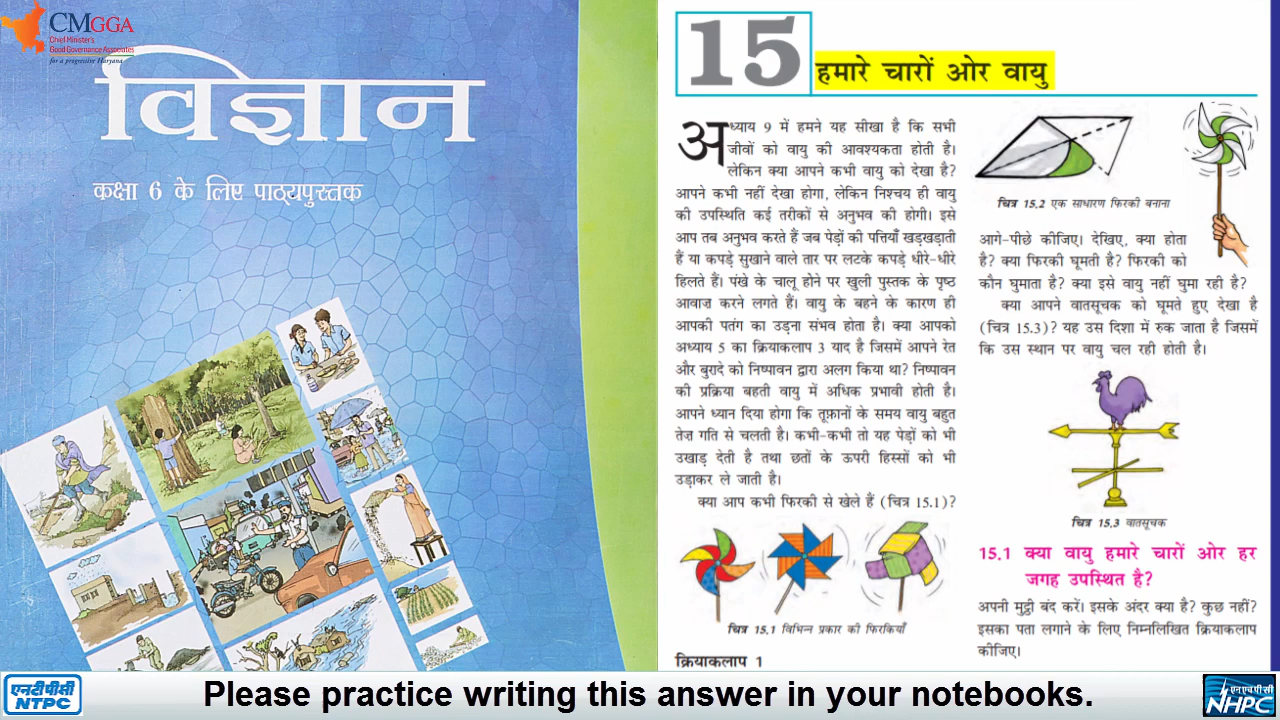 CMGGA
Chief Minister's
Good Governance Associates
for a progressive Haryana
विज्ञान
कक्षा 6 के लिए पाठ्यपुस्तक
15
हमारे चारों ओर वायु
अध्याय 9 में हमने यह सीखा है कि सभी
जीवों को वायु की आवश्यकता होती है।
लेकिन क्या आपने कभी वायु को देखा है?
आपने कभी नहीं देखा होगा, लेकिन निश्चय ही वायु
की उपस्थिति कई तरीकों से अनुभव की होगी। इसे
आप तब अनुभव करते हैं जब पेड़ों की पत्तियाँ खड़खड़ाती
हैं या कपड़े सुखाने वाले तार पर लटके कपड़े धीरे-धीरे
हिलते हैं। पंखे के चालू होने पर खुली पुस्तक के पृष्ठ
आवाज़ करने लगते हैं। वायु के बहने के कारण ही
आपकी पतंग का उड़ना संभव होता है। क्या आपको
अध्याय 5 का क्रियाकलाप 3 याद है जिसमें आपने रेत
और बुरादे को निष्पावन द्वारा अलग किया था? निष्पावन
की प्रक्रिया बहती वायु में अधिक प्रभावी होती है।
आपने ध्यान दिया होगा कि तूफ़ानों के समय वायु बहुत
तेज़ गति से चलती है। कभी-कभी तो यह पेड़ों को भी
उखाड़ देती है तथा छतों के ऊपरी हिस्सों को भी
उड़ाकर ले जाती है।
क्या आप कभी फिरकी से खेले हैं (चित्र 15.1)?
चित्र 15.1 विभिन्न प्रकार की फिरकियाँ
क्रियाकलाप 1
चित्र 15.2 एक साधारण फिरकी बनाना
आगे-पीछे कीजिए। देखिए, क्या होता
है? क्या फिरकी घूमती है? फिरकी को
कौन घुमाता है? क्या इसे वायु नहीं घुमा रही है?
क्या आपने वातसूचक को घूमते हुए देखा है
(चित्र 15.3)? यह उस दिशा में रुक जाता है जिसमें
कि उस स्थान पर वायु चल रही होती है।
चित्र 15.3 वातसूचक
15.1 क्या वायु हमारे चारों ओर हर
जगह उपस्थित है?
अपनी मुट्ठी बंद करें। इसके अंदर क्या है? कुछ नहीं?
इसका पता लगाने के लिए निम्नलिखित क्रियाकलाप
कीजिए।
एनटीपीसी
NTPC
Please practice writing this answer in your notebooks.
एनएचपीसी
NHPC